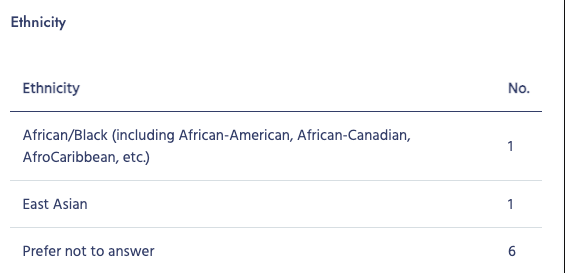 Ethnicity
Ethnicity No.
African/Black (including African-American, African-Canadian,
AfroCaribbean, etc.) 1
East Asian 1
Prefer not to answer 6